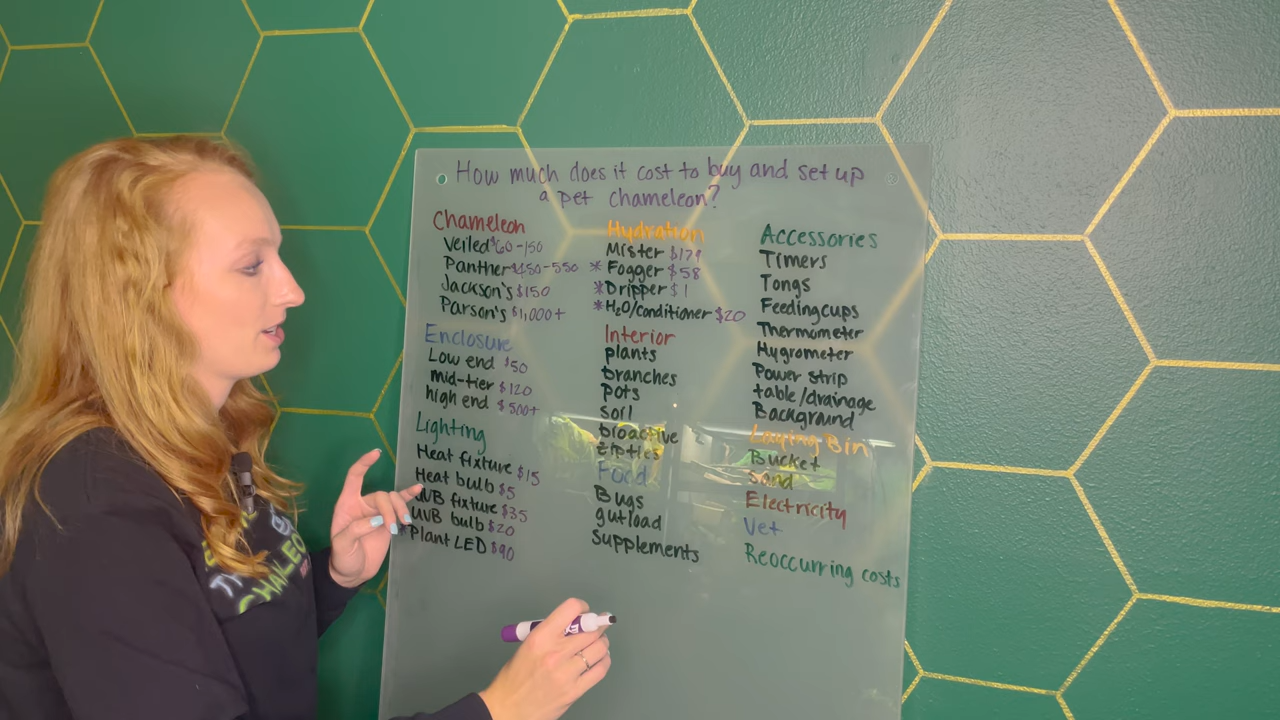 How much does it cost to buy and set up
a pet chameleon?
Chameleon
Veiled $60-150
Panther $450-550
Jackson's $150
Parson's $1,000+
Enclosure
Low end $50
mid-tier $120
high end $500+
Lighting
Heat fixture $15
Heat bulb $5
UVB fixture $35
UVB bulb $20
*Plant LED $90
Hydration
Mister $179
*Fogger $58
*Dripper $1
*H₂O/conditioner $20
Interior
plants
branches
Pots
soil
bioactive
zipties
Food
Bugs
gutload
Supplements
Accessories
Timers
Tongs
Feeding cups
Thermometer
Hygrometer
Power strip
table/drainage
Background
Laying Bin
Bucket
Sand
Electricity
Vet
Reoccurring costs